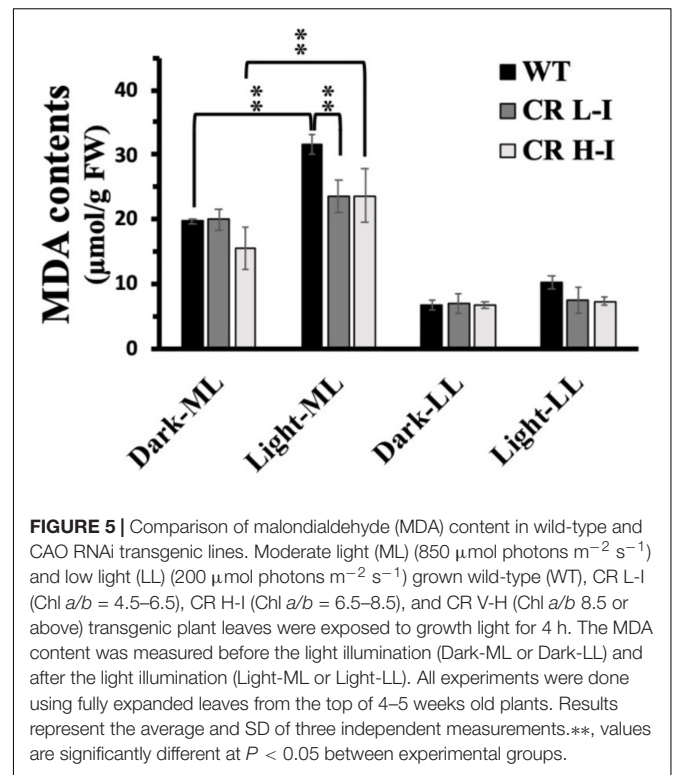 **
**
**
WT
CR L-I
CR H-I
MDA contents
(μmol/g FW)
40
30
20
10
0
Dark-ML
Light-ML
Dark-LL
Light-LL
FIGURE 5 | Comparison of malondialdehyde (MDA) content in wild-type and
CAO RNAi transgenic lines. Moderate light (ML) (850 μmol photons m⁻² s⁻¹)
and low light (LL) (200 μmol photons m⁻² s⁻¹) grown wild-type (WT), CR L-I
(Chl a/b = 4.5–6.5), CR H-I (Chl a/b = 6.5–8.5), and CR V-H (Chl a/b 8.5 or
above) transgenic plant leaves were exposed to growth light for 4 h. The MDA
content was measured before the light illumination (Dark-ML or Dark-LL) and
after the light illumination (Light-ML or Light-LL). All experiments were done
using fully expanded leaves from the top of 4–5 weeks old plants. Results
represent the average and SD of three independent measurements.**, values
are significantly different at P < 0.05 between experimental groups.